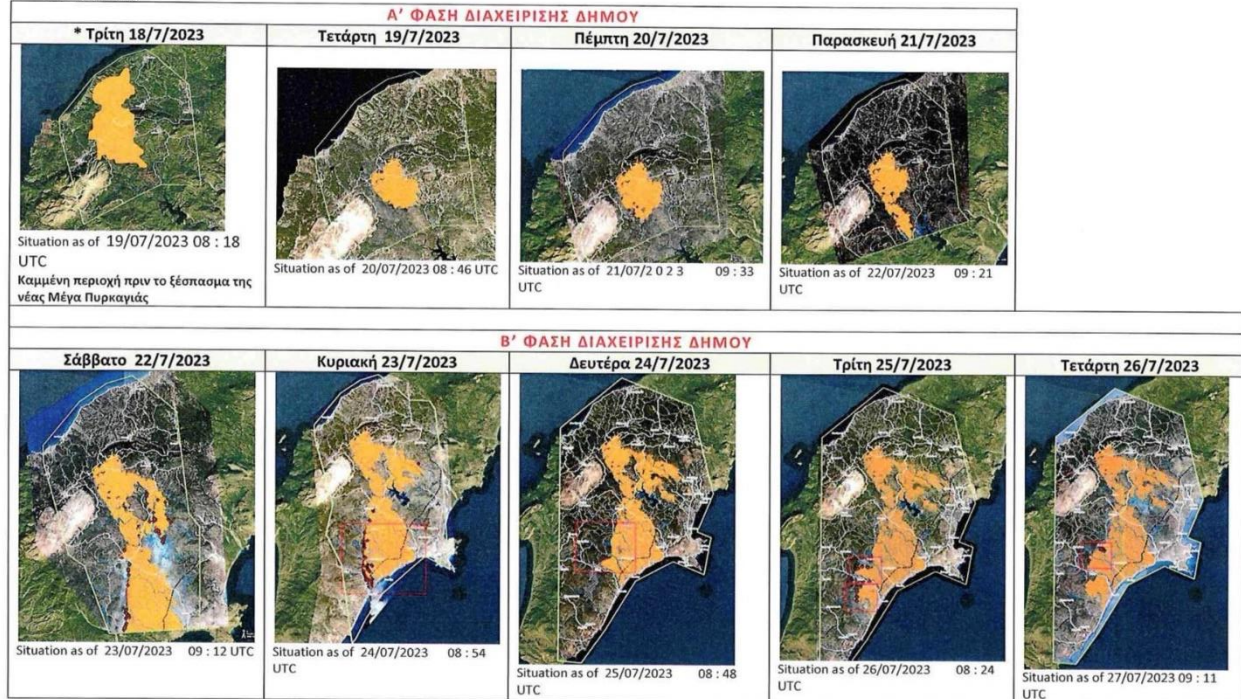 Α' ΦΑΣΗ ΔΙΑΧΕΙΡΙΣΗΣ ΔΗΜΟΥ
* Τρίτη 18/7/2023
Τετάρτη 19/7/2023
Πέμπτη 20/7/2023
Παρασκευή 21/7/2023
Situation as of 19/07/2023 08 : 18
UTC
Καμμένη περιοχή πριν το ξέσπασμα της
νέας Μέγα Πυρκαγιάς
Situation as of 20/07/2023 08 : 46 UTC
Situation as of 21/07/2 0 2 3 09 : 33
UTC
Situation as of 22/07/2023 09 : 21
UTC
Β' ΦΑΣΗ ΔΙΑΧΕΙΡΙΣΗΣ ΔΗΜΟΥ
Σάββατο 22/7/2023
Κυριακή 23/7/2023
Δευτέρα 24/7/2023
Τρίτη 25/7/2023
Τετάρτη 26/7/2023
Situation as of 23/07/2023 09 : 12 UTC
Situation as of 24/07/2023 08 : 54
UTC
Situation as of 25/07/2023 08 : 48
UTC
Situation as of 26/07/2023 08 : 24
UTC
Situation as of 27/07/2023 09 : 11
UTC